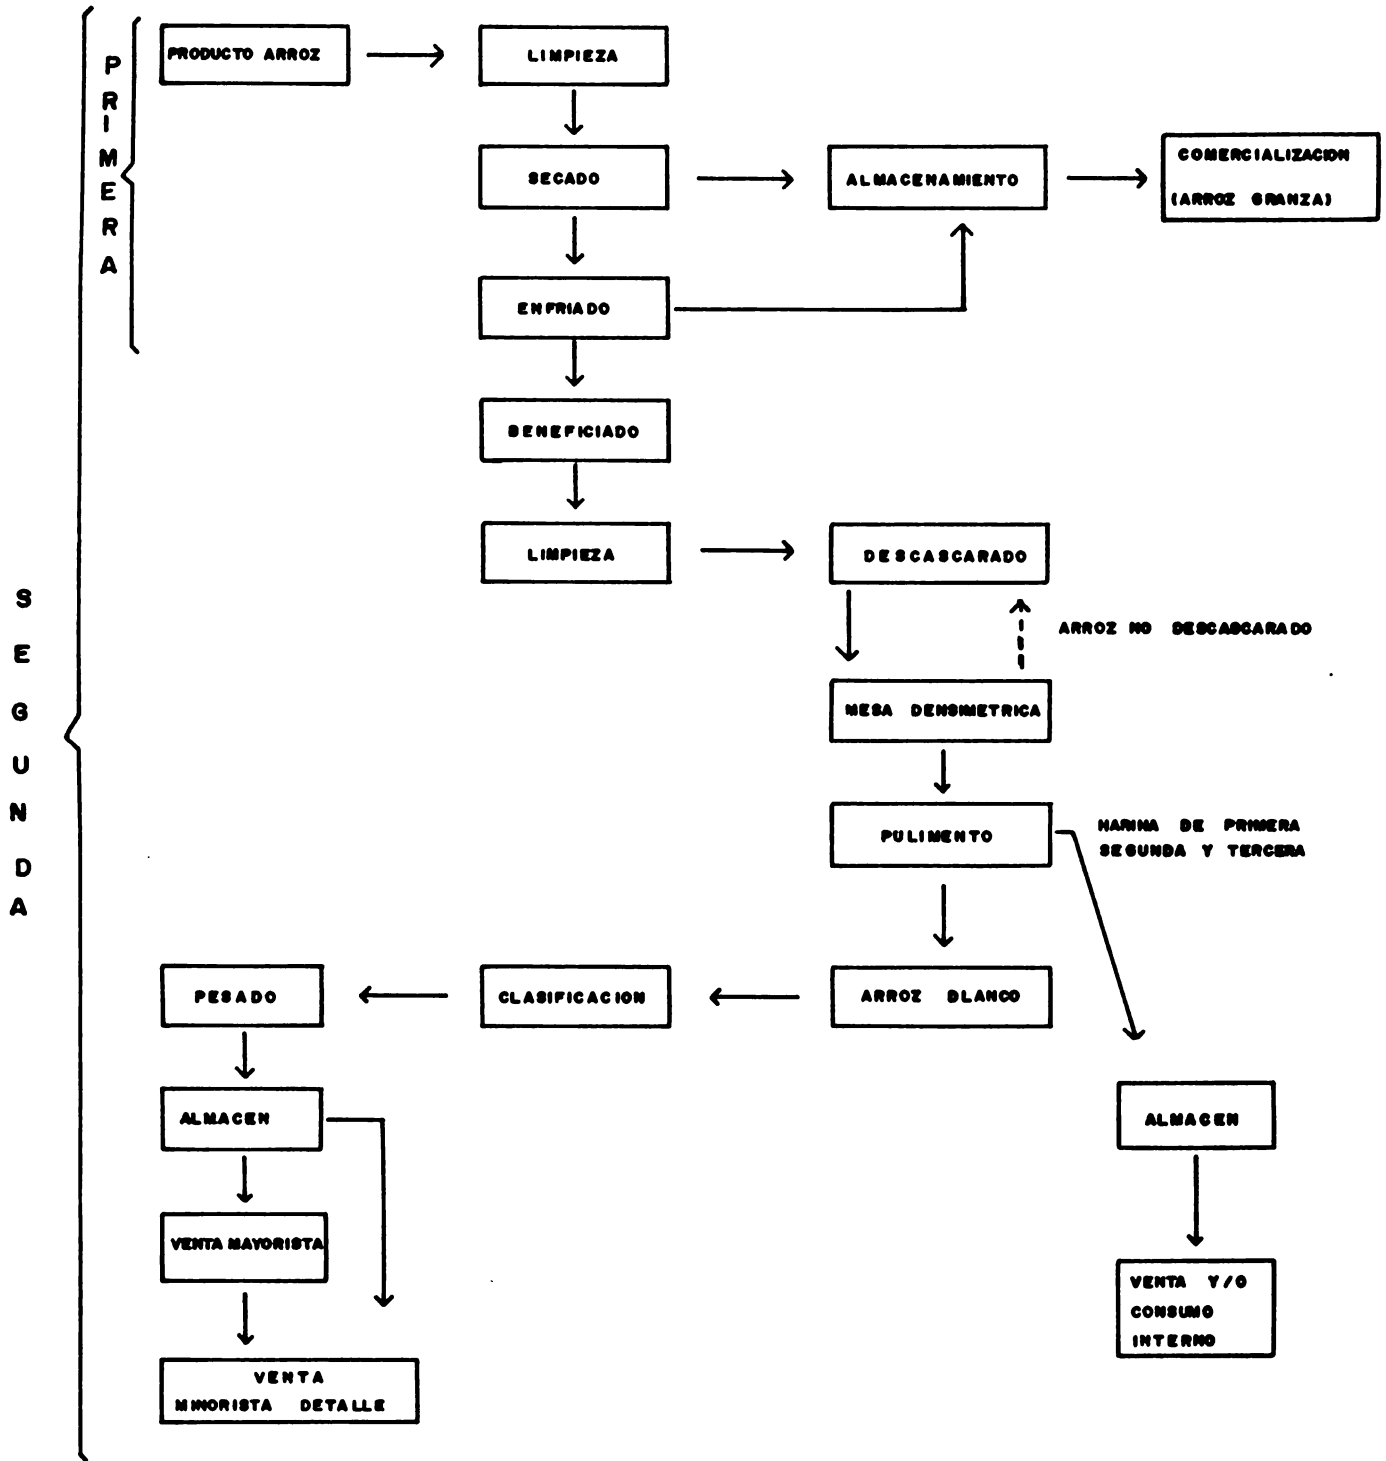 PRIMERA
SEGUNDA
PRODUCTO ARROZ
LIMPIEZA
SECADO
ALMACENAMIENTO
COMERCIALIZACION
(ARROZ GRANZA)
ENFRIADO
BENEFICIADO
LIMPIEZA
DESCASCARADO
ARROZ NO DESCASCARADO
MESA DENSIMETRICA
PULIMENTO
HARINA DE PRIMERA
SEGUNDA Y TERCERA
PESADO
CLASIFICACION
ARROZ BLANCO
ALMACEN
ALMACEN
VENTA MAYORISTA
VENTA Y/O
CONSUMO
INTERNO
VENTA
MINORISTA DETALLE